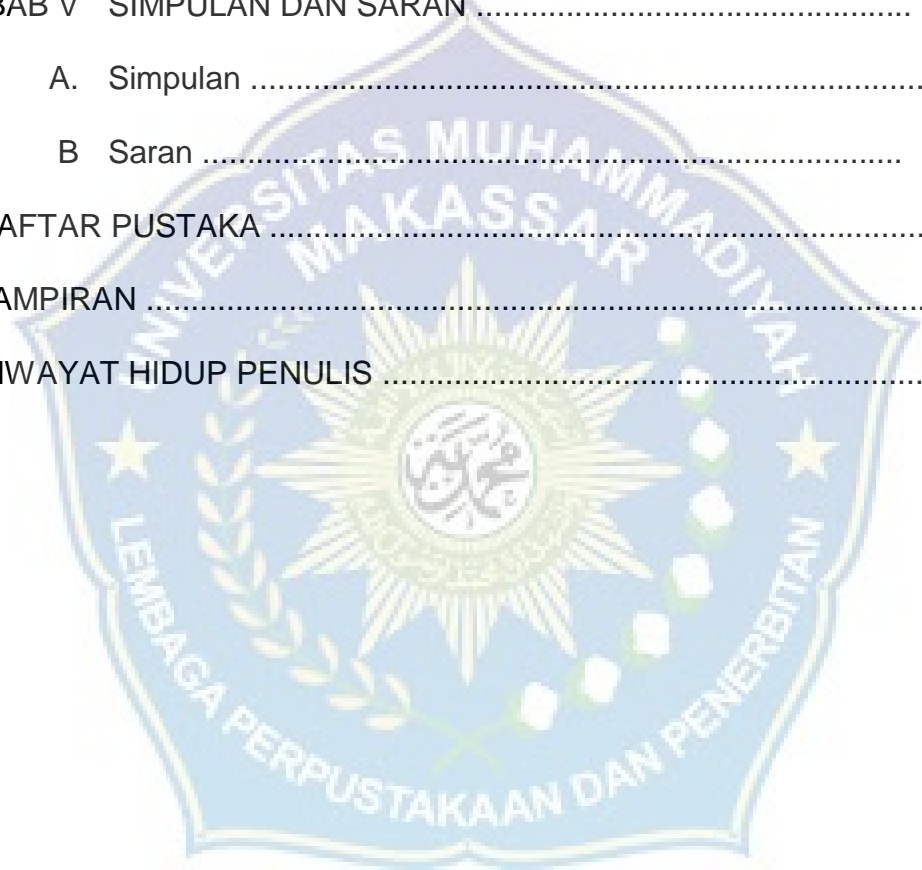 BAB V SIMPULAN DAN SARAN ................................................
A. Simpulan ...........................................................................
B Saran ..............................................................................
AFTAR PUSTAKA .........................................................................
AMPIRAN ......................................................................................
IWAYAT HIDUP PENULIS ............................................................
UNIVERSITAS MUHAMMADIYAH
MAKASSAR
LEMBAGA PERPUSTAKAAN DAN PENERBITAN